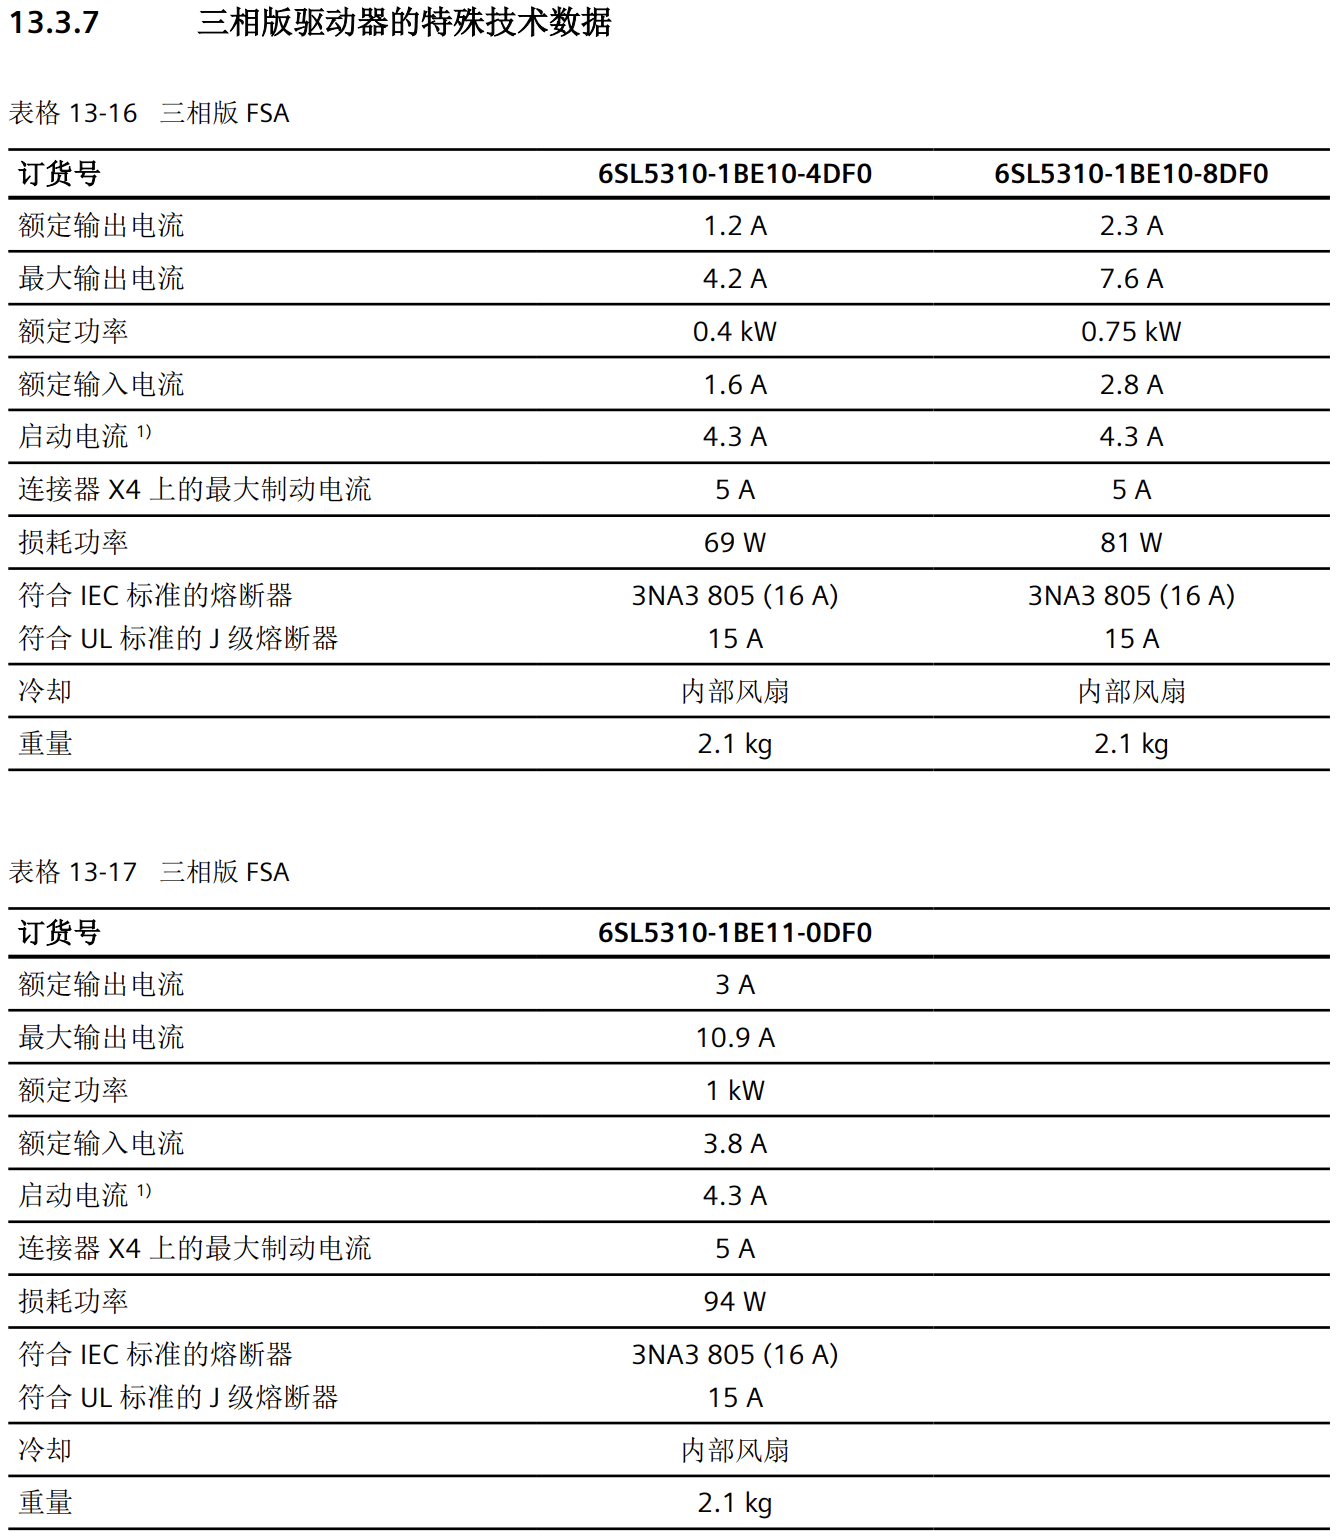 13.3.7 三相版驱动器的特殊技术数据
表格 13-16 三相版 FSA
订货号 6SL5310-1BE10-4DF0 6SL5310-1BE10-8DF0
额定输出电流 1.2 A 2.3 A
最大输出电流 4.2 A 7.6 A
额定功率 0.4 kW 0.75 kW
额定输入电流 1.6 A 2.8 A
启动电流 1) 4.3 A 4.3 A
连接器 X4 上的最大制动电流 5 A 5 A
损耗功率 69 W 81 W
符合 IEC 标准的熔断器 3NA3 805 (16 A) 3NA3 805 (16 A)
符合 UL 标准的 J 级熔断器 15 A 15 A
冷却 内部风扇 内部风扇
重量 2.1 kg 2.1 kg
表格 13-17 三相版 FSA
订货号 6SL5310-1BE11-0DF0
额定输出电流 3 A
最大输出电流 10.9 A
额定功率 1 kW
额定输入电流 3.8 A
启动电流 1) 4.3 A
连接器 X4 上的最大制动电流 5 A
损耗功率 94 W
符合 IEC 标准的熔断器 3NA3 805 (16 A)
符合 UL 标准的 J 级熔断器 15 A
冷却 内部风扇
重量 2.1 kg